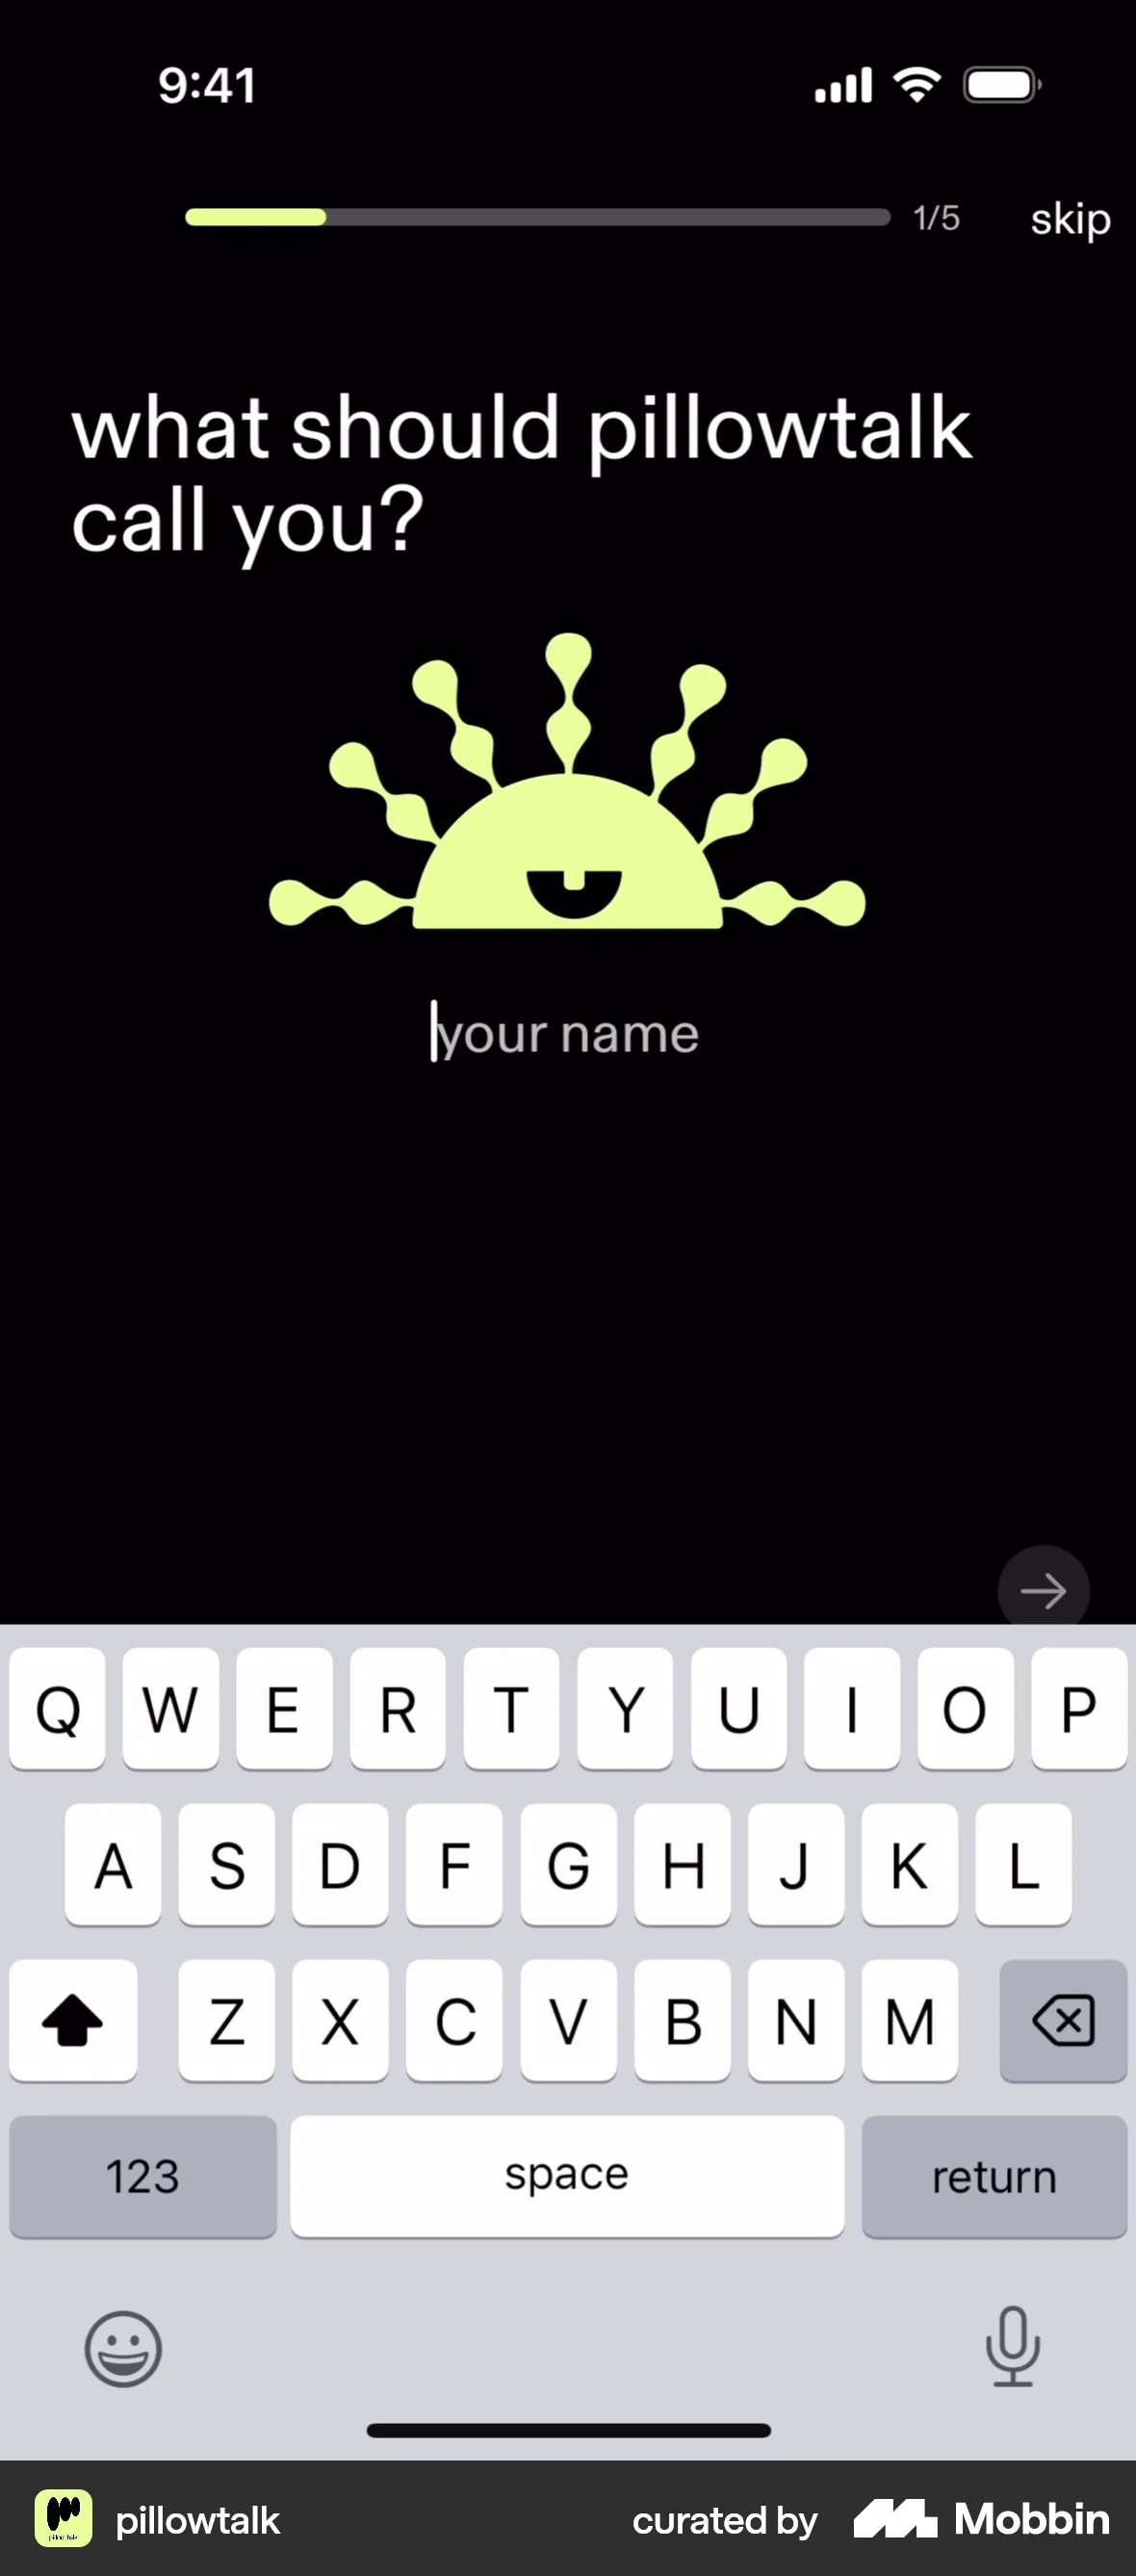 9:41
1/5 skip
what should pillowtalk
call you?
your name
Q W E R T Y U I O P
A S D F G H J K L
Z X C V B N M
123 space return
pillowtalk curated by Mobbin